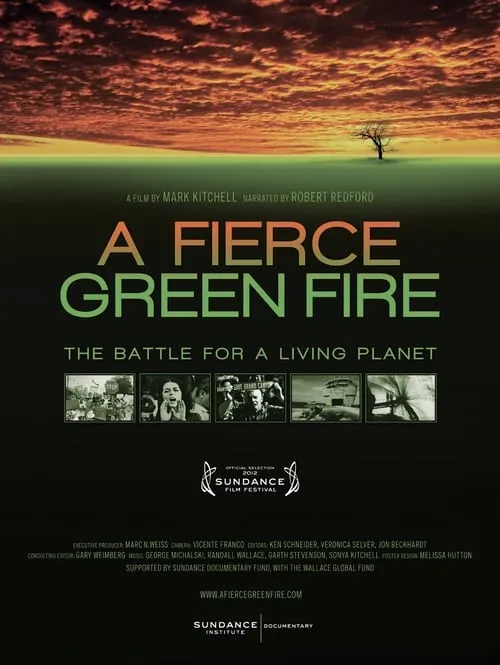 A FILM BY MARK KITCHELL NARRATED BY ROBERT REDFORD
A FIERCE
GREEN FIRE
THE BATTLE FOR A LIVING PLANET
SAVE GRAND CANYON
OFFICIAL SELECTION
2012
SUNDANCE
FILM FESTIVAL
EXECUTIVE PRODUCER: MARC N. WEISS CAMERA: VICENTE FRANCO EDITORS: KEN SCHNEIDER, VERONICA SELVER, JON BECKHARDT
CONSULTING EDITOR: GARY WEIMBERG MUSIC: GEORGE MICHALSKI, RANDALL WALLACE, GARTH STEVENSON, SONYA KITCHELL POSTER DESIGN: MELISSA HUTTON
SUPPORTED BY SUNDANCE DOCUMENTARY FUND, WITH THE WALLACE GLOBAL FUND
WWW.AFIERCEGREENFIRE.COM
SUNDANCE
INSTITUTE
DOCUMENTARY